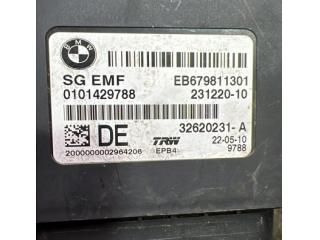 BMW
SG EMF EB679811301
0101429788 231220-10
32620231- A
DE TRW 22-05-10
2000000002964206 EPB4 9788